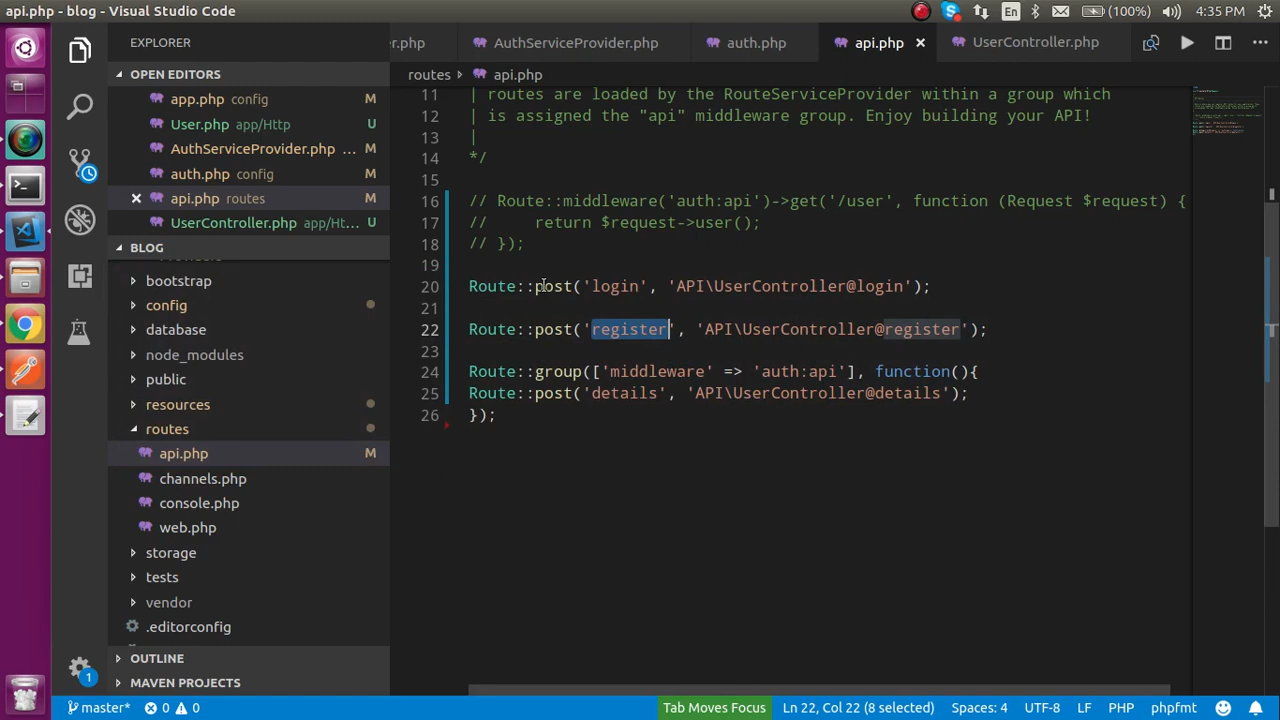 api.php - blog - Visual Studio Code
En
(100%)
4:35 PM
EXPLORER
er.php
AuthServiceProvider.php
auth.php
api.php
UserController.php
routes
api.php
OPEN EDITORS
app.php config M
User.php app/Http U
AuthServiceProvider.php ... M
auth.php config M
api.php routes M
UserController.php app/Ht... U
BLOG
bootstrap
config
database
node_modules
public
resources
routes
api.php M
channels.php
console.php
web.php
storage
tests
vendor
.editorconfig
OUTLINE
MAVEN PROJECTS
1
11 | routes are loaded by the RouteServiceProvider within a group which
12 | is assigned the "api" middleware group. Enjoy building your API!
13 |
14 */
15
16 // Route::middleware('auth:api')->get('/user', function (Request $request) {
17 //     return $request->user();
18 // });
19
20 Route::post('login', 'API\UserController@login');
21
22 Route::post('register', 'API\UserController@register');
23
24 Route::group(['middleware' => 'auth:api'], function(){
25 Route::post('details', 'API\UserController@details');
26 });
master*
0
0
Tab Moves Focus
Ln 22, Col 22 (8 selected)
Spaces: 4
UTF-8
LF
PHP
phpfmt
1